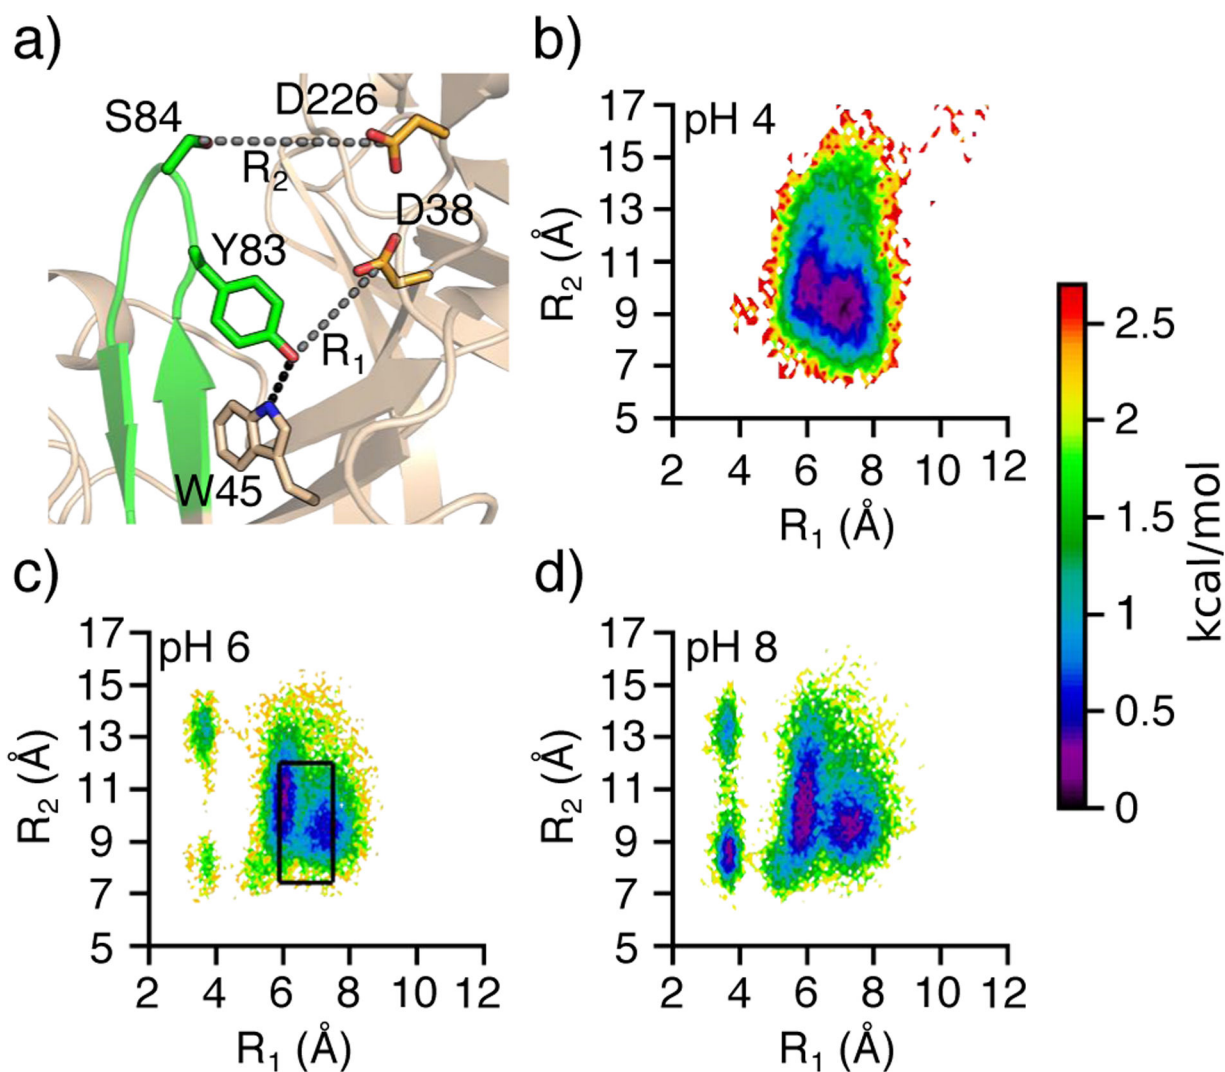 a)
S84
D226
R2
D38
Y83
R1
W45
b)
pH 4
17
15
13
11
9
7
5
R2 (Å)
2 4 6 8 10 12
R1 (Å)
2.5
2
1.5
1
0.5
0
kcal/mol
c)
pH 6
17
15
13
11
9
7
5
R2 (Å)
2 4 6 8 10 12
R1 (Å)
d)
pH 8
17
15
13
11
9
7
5
R2 (Å)
2 4 6 8 10 12
R1 (Å)